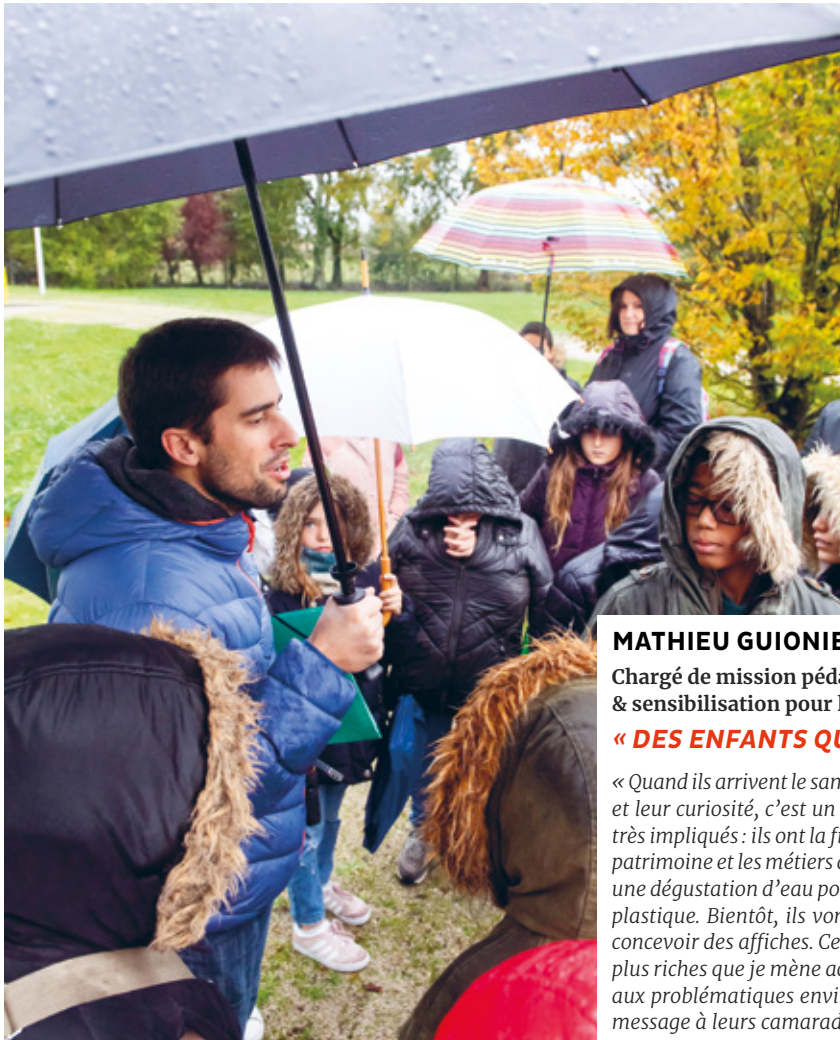 MATHIEU GUIONIE
Chargé de mission péda
& sensibilisation pour l
« DES ENFANTS QU
« Quand ils arrivent le sam
et leur curiosité, c’est un
très impliqués : ils ont la f
patrimoine et les métiers
une dégustation d’eau po
plastique. Bientôt, ils von
concevoir des affiches. Ce
plus riches que je mène ac
aux problématiques envi
message à leurs camarad